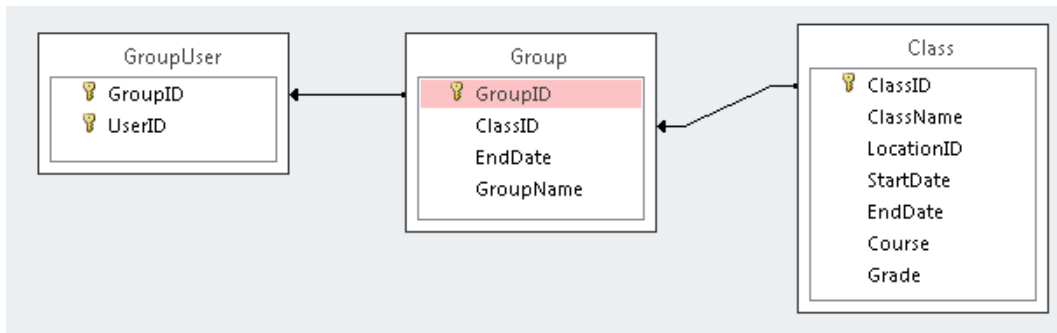 GroupUser
GroupID
UserID
Group
GroupID
ClassID
EndDate
GroupName
Class
ClassID
ClassName
LocationID
StartDate
EndDate
Course
Grade